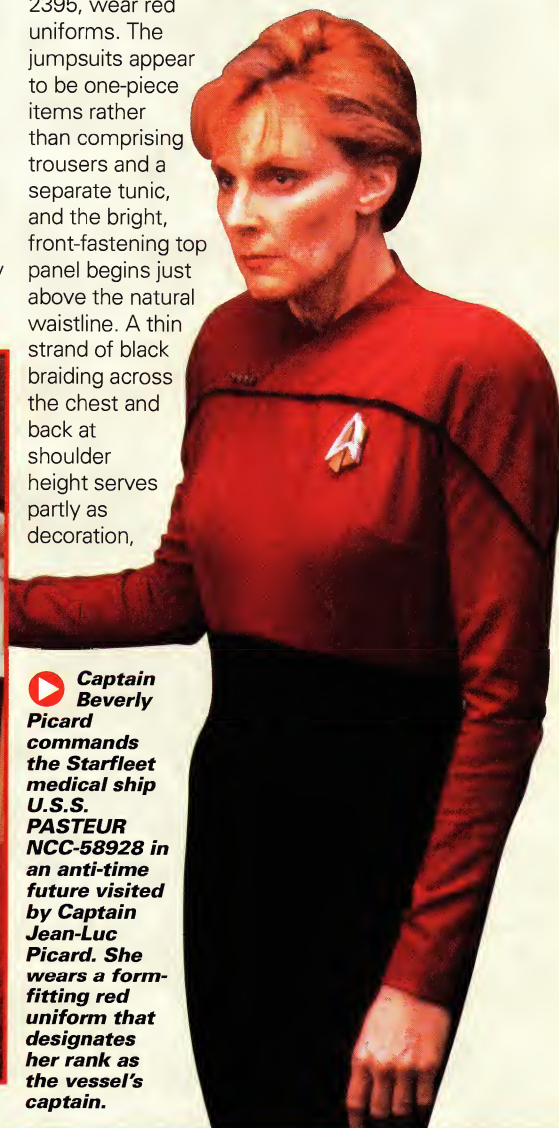 2395, wear red
uniforms. The
jumpsuits appear
to be one-piece
items rather
than comprising
trousers and a
separate tunic,
and the bright,
front-fastening top
panel begins just
above the natural
waistline. A thin
strand of black
braiding across
the chest and
back at
shoulder
height serves
partly as
decoration,
Captain
Beverly
Picard
commands
the Starfleet
medical ship
U.S.S.
PASTEUR
NCC-58928 in
an anti-time
future visited
by Captain
Jean-Luc
Picard. She
wears a form-
fitting red
uniform that
designates
her rank as
the vessel's
captain.